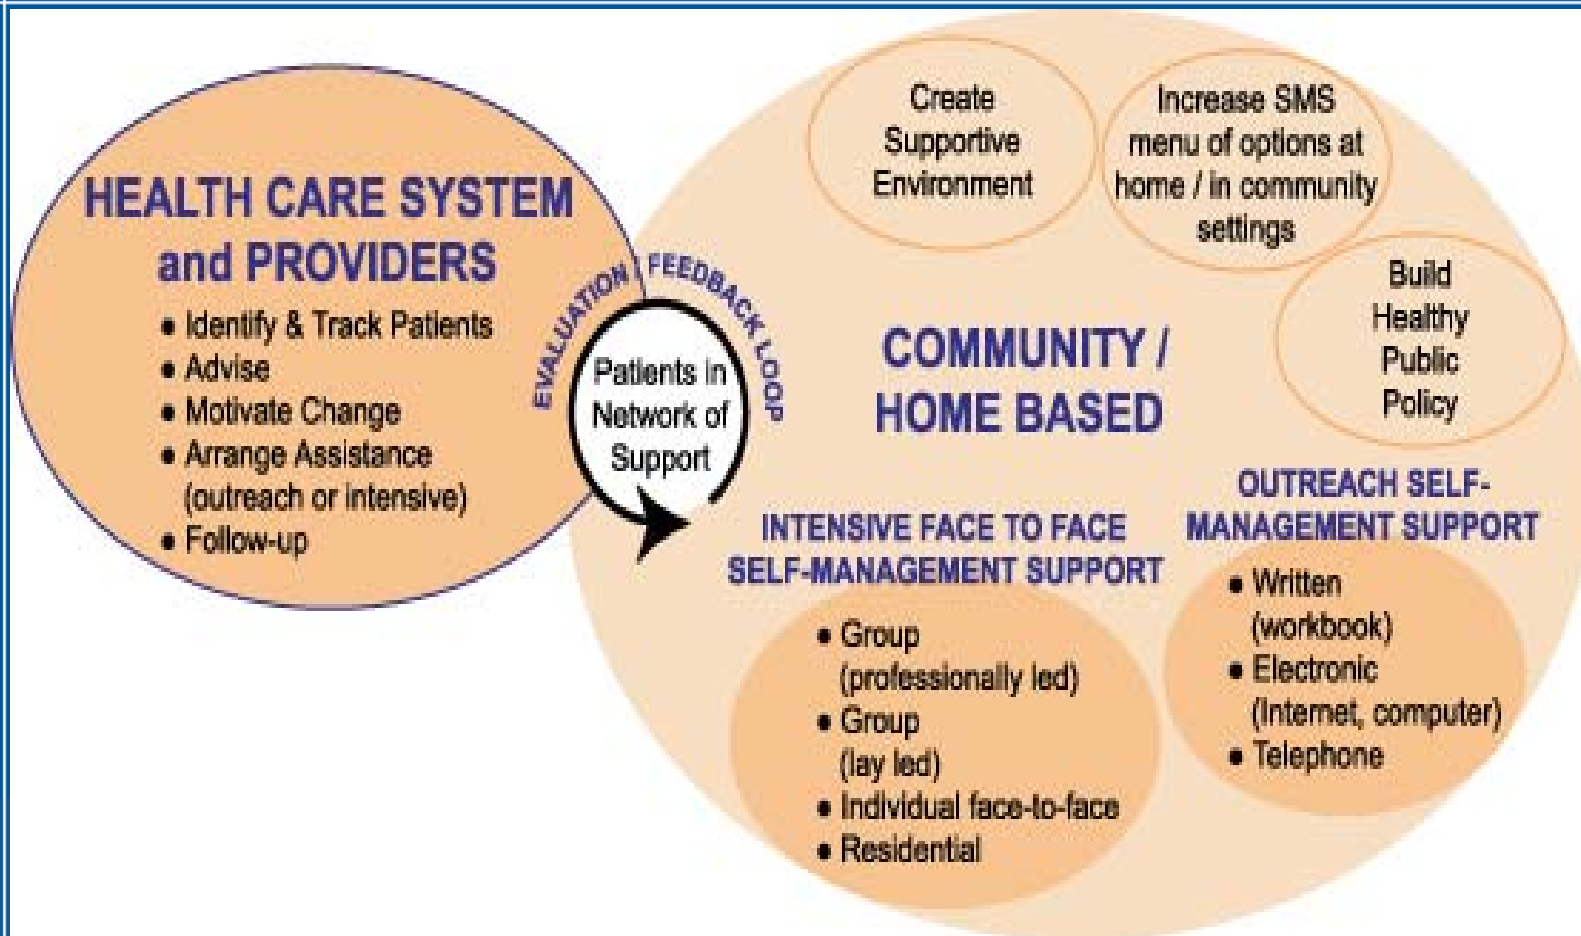 HEALTH CARE SYSTEM
and PROVIDERS
● Identify & Track Patients
● Advise
● Motivate Change
● Arrange Assistance
(outreach or intensive)
● Follow-up
EVALUATION / FEEDBACK LOOP
Patients in
Network of
Support
Create
Supportive
Environment
Increase SMS
menu of options at
home / in community
settings
Build
Healthy
Public
Policy
COMMUNITY /
HOME BASED
INTENSIVE FACE TO FACE
SELF-MANAGEMENT SUPPORT
● Group
(professionally led)
● Group
(lay led)
● Individual face-to-face
● Residential
OUTREACH SELF-
MANAGEMENT SUPPORT
● Written
(workbook)
● Electronic
(Internet, computer)
● Telephone